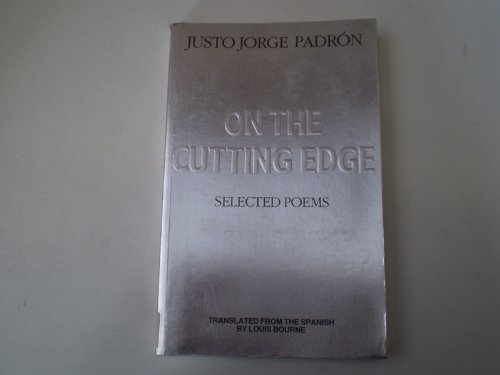 JUSTO JORGE PADRÓN
ON THE
CUTTING EDGE
SELECTED POEMS
TRANSLATED FROM THE SPANISH
BY LOUIS BOURNE